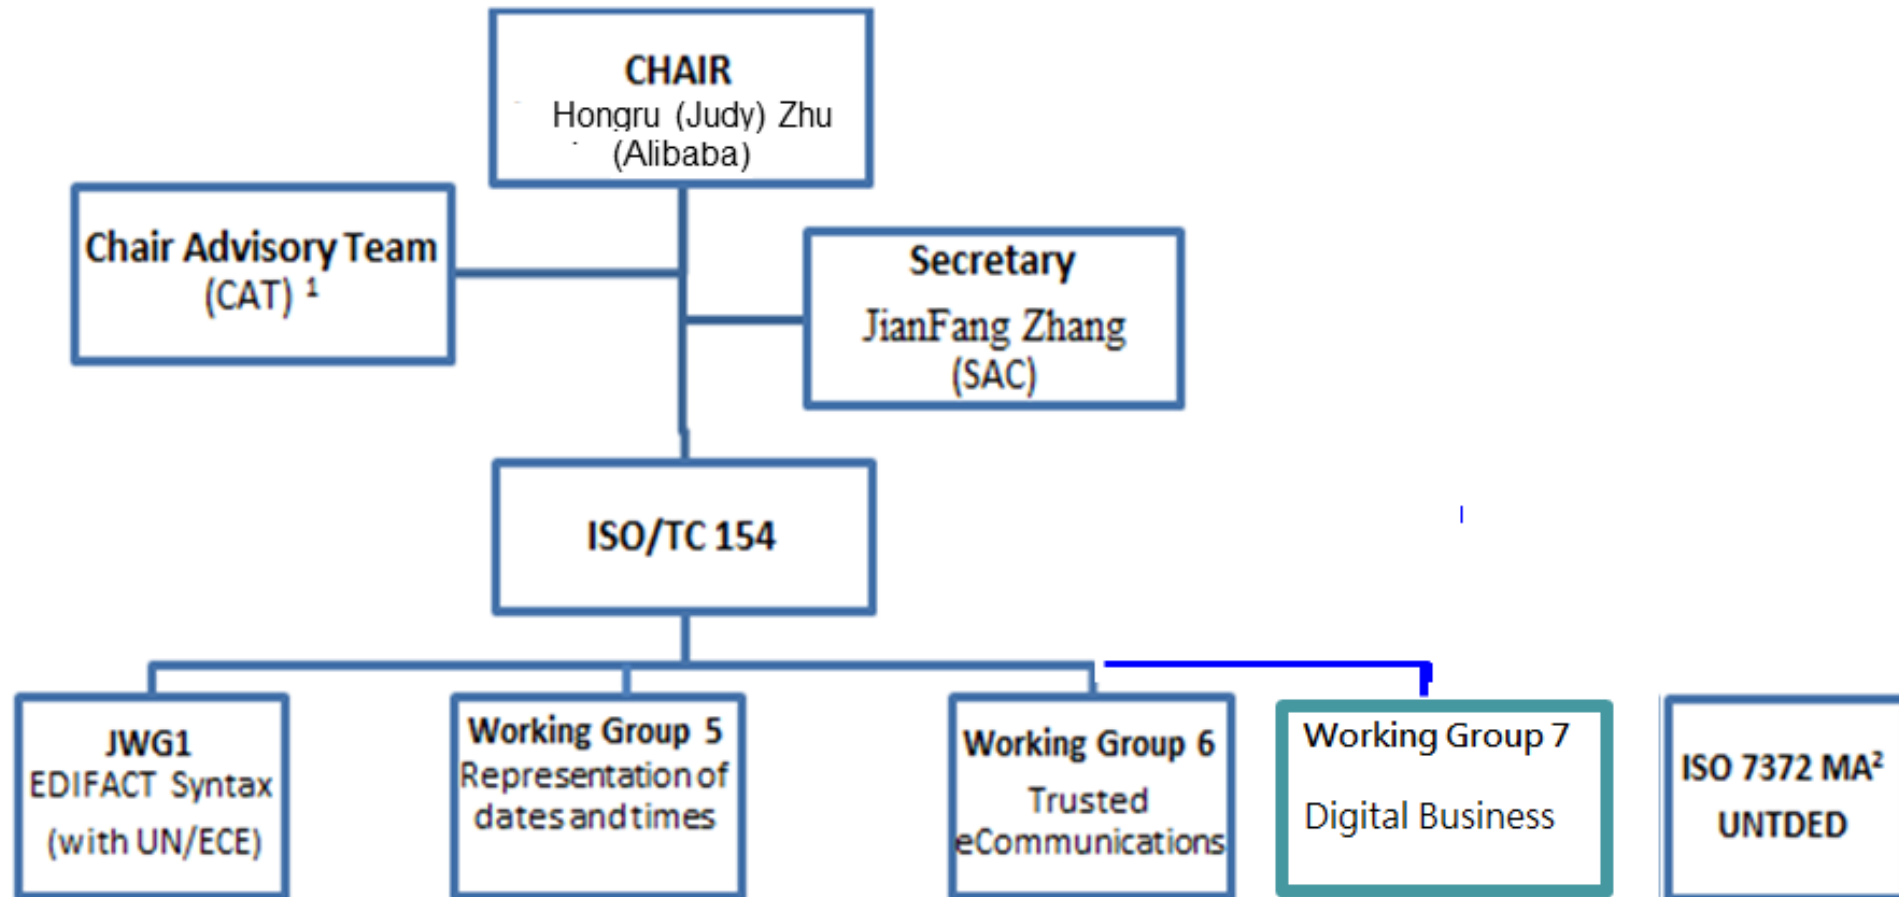 CHAIR
Hongru (Judy) Zhu
(Alibaba)
Chair Advisory Team
(CAT) ¹
Secretary
JianFang Zhang
(SAC)
ISO/TC 154
JWG1
EDIFACT Syntax
(with UN/ECE)
Working Group 5
Representation of
dates and times
Working Group 6
Trusted
eCommunications
Working Group 7
Digital Business
ISO 7372 MA²
UNTDED